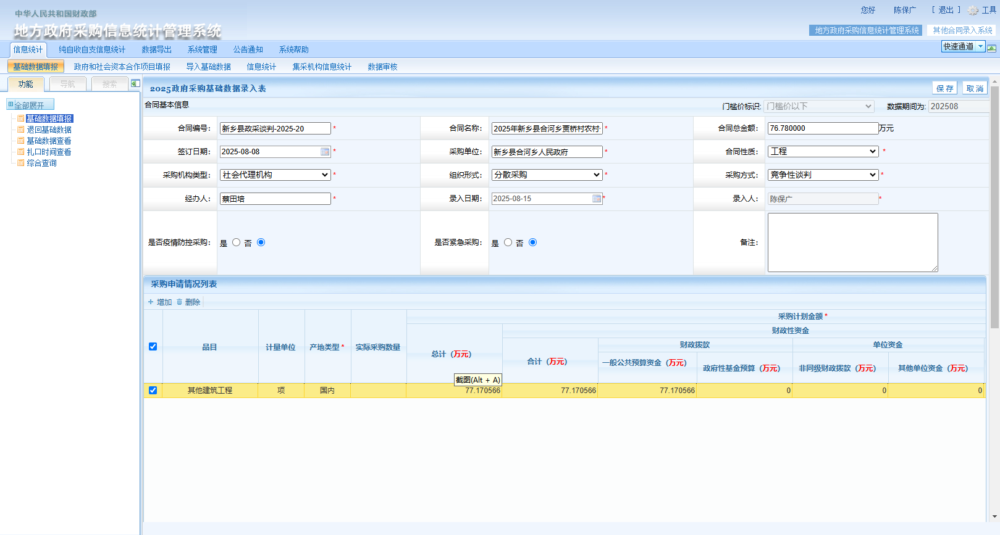 中华人民共和国财政部
地方政府采购信息统计管理系统
您好 陈保广 [ 退出 ] 工具
地方政府采购信息统计管理系统 其他合同录入系统
信息统计 纯自收自支信息统计 数据导出 系统管理 公告通知 系统帮助 快速通道
基础数据填报 政府和社会资本合作项目填报 导入基础数据 信息统计 集采机构信息统计 数据审核
功能 导航 搜索
全部展开
基础数据填报
退回基础数据
基础数据查看
扎口时间查看
综合查询
2025政府采购基础数据录入表 保存 取消
合同基本信息 门槛价标识: 门槛价以下 数据期间为: 202508
合同编号: 新乡县政采谈判-2025-20 * 合同名称: 2025年新乡县合河乡贾桥村农村 * 合同总金额: 76.780000 万元
签订日期: 2025-08-08 * 采购单位: 新乡县合河乡人民政府 * 合同性质: 工程 *
采购机构类型: 社会代理机构 * 组织形式: 分散采购 * 采购方式: 竞争性谈判 *
经办人: 蔡田培 * 录入日期: 2025-08-15 * 录入人: 陈保广 *
是否疫情防控采购: 是 否 是否紧急采购: 是 否 备注:
采购申请情况列表
增加 删除
采购计划金额 *
财政性资金
财政拨款 单位资金
品目 计量单位 产地类型 * 实际采购数量 总计 (万元) 合计 (万元) 一般公共预算资金 (万元) 政府性基金预算 (万元) 非同级财政拨款 (万元) 其他单位资金 (万元)
截图(Alt + A)
其他建筑工程 项 国内 77.170566 77.170566 77.170566 0 0 0